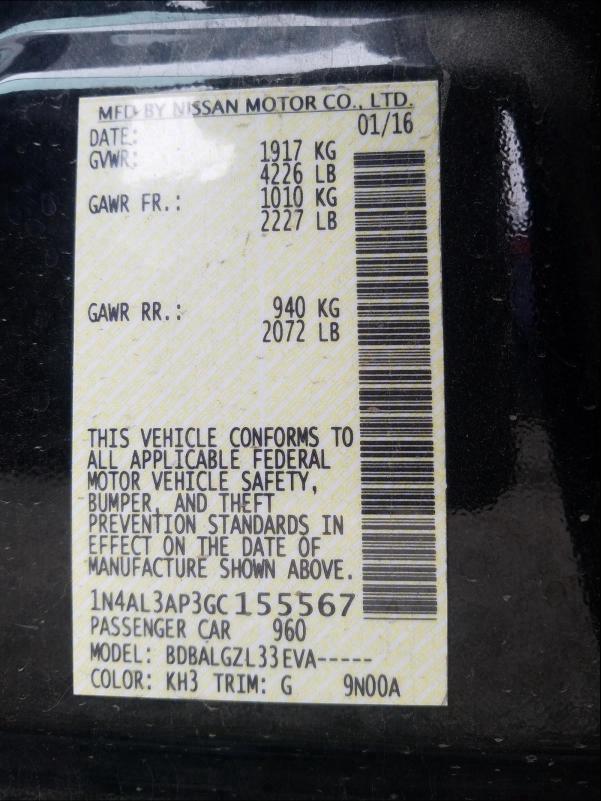 MFD BY NISSAN MOTOR CO., LTD.
DATE: 01/16
GVWR: 1917 KG
4226 LB
GAWR FR.: 1010 KG
2227 LB
GAWR RR.: 940 KG
2072 LB
THIS VEHICLE CONFORMS TO
ALL APPLICABLE FEDERAL
MOTOR VEHICLE SAFETY,
BUMPER, AND THEFT
PREVENTION STANDARDS IN
EFFECT ON THE DATE OF
MANUFACTURE SHOWN ABOVE.
1N4AL3AP3GC155567
PASSENGER CAR 960
MODEL: BDBALGZL33EVA-----
COLOR: KH3 TRIM: G 9N00A